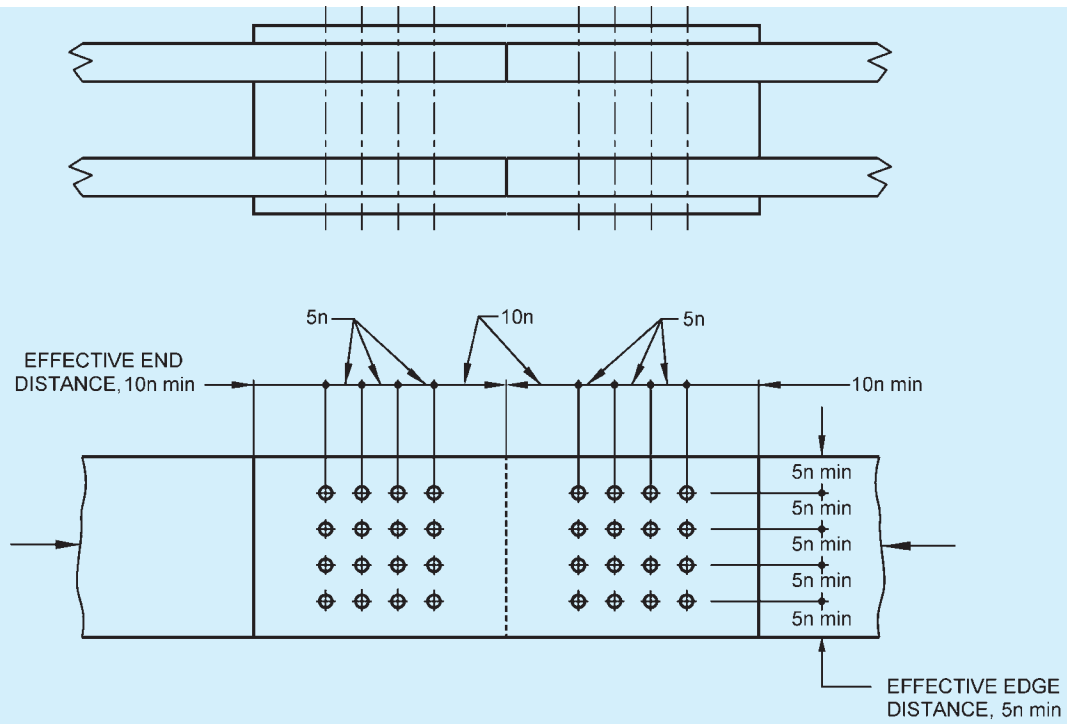 5n
10n
5n
EFFECTIVE END
DISTANCE, 10n min
10n min
5n min
5n min
5n min
5n min
5n min
EFFECTIVE EDGE
DISTANCE, 5n min